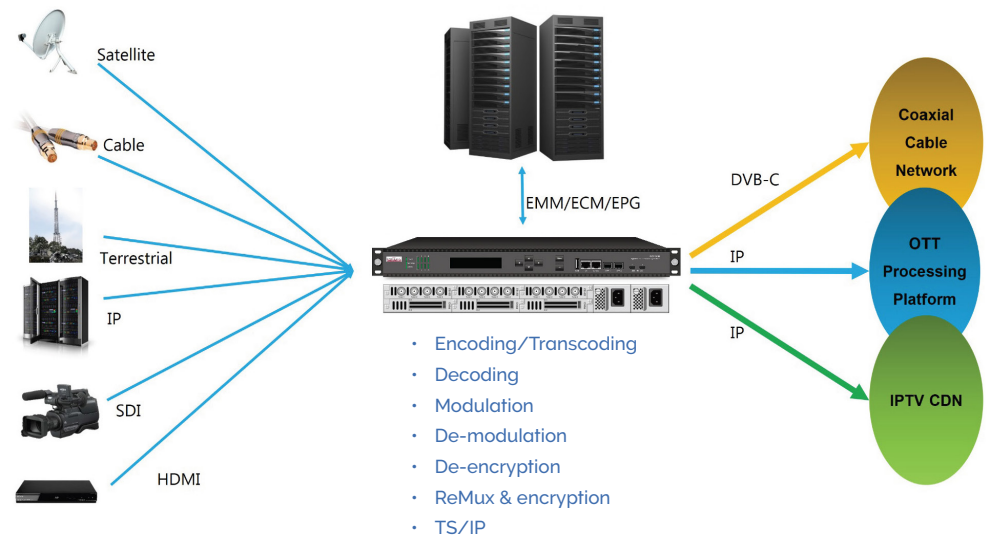 Satellite
Cable
Terrestrial
IP
SDI
HDMI
EMM/ECM/EPG
• Encoding/Transcoding
• Decoding
• Modulation
• De-modulation
• De-encryption
• ReMux & encryption
• TS/IP
DVB-C
IP
IP
Coaxial
Cable
Network
OTT
Processing
Platform
IPTV CDN